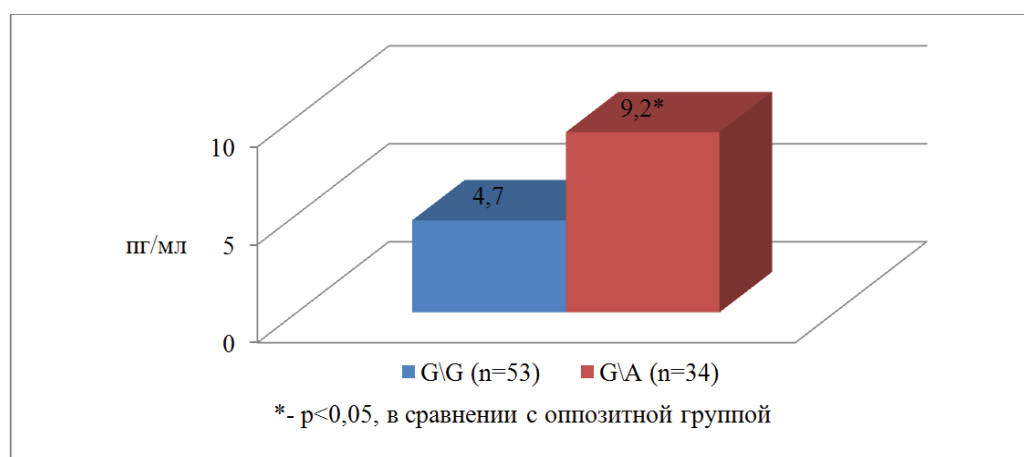 9,2*
10
4,7
пг/мл
5
0
G\G (n=53)
G\A (n=34)
*- p<0,05, в сравнении с оппозитной группой